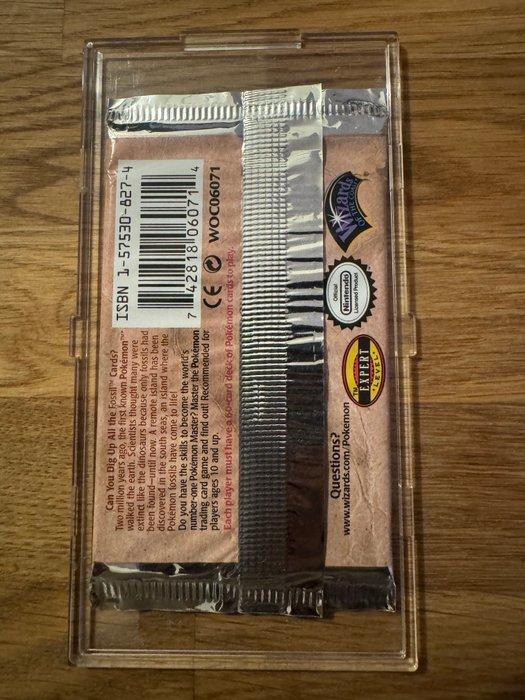 ISBN 1-57530-827-4
7 42818 06071 4
CE WOC06071
Can You Dig Up All the Fossil™ Cards?
Two million years ago, the first known Pokémon™
walked the earth. Scientists thought many were
extinct like the dinosaurs because only fossils had
been found—until now. A remote island has been
discovered in the south seas, an island where the
Pokémon fossils have come to life!
Do you have the skills to become the world's
number-one Pokémon Master? Master the Pokémon
trading card game and find out! Recommended for
players ages 10 and up.
Each player must have a 60-card deck of Pokémon cards to play.
Wizards
OF THE COAST
Official
Nintendo
Licensed Product
EXPERT
LEVEL
Questions?
www.wizards.com/Pokemon